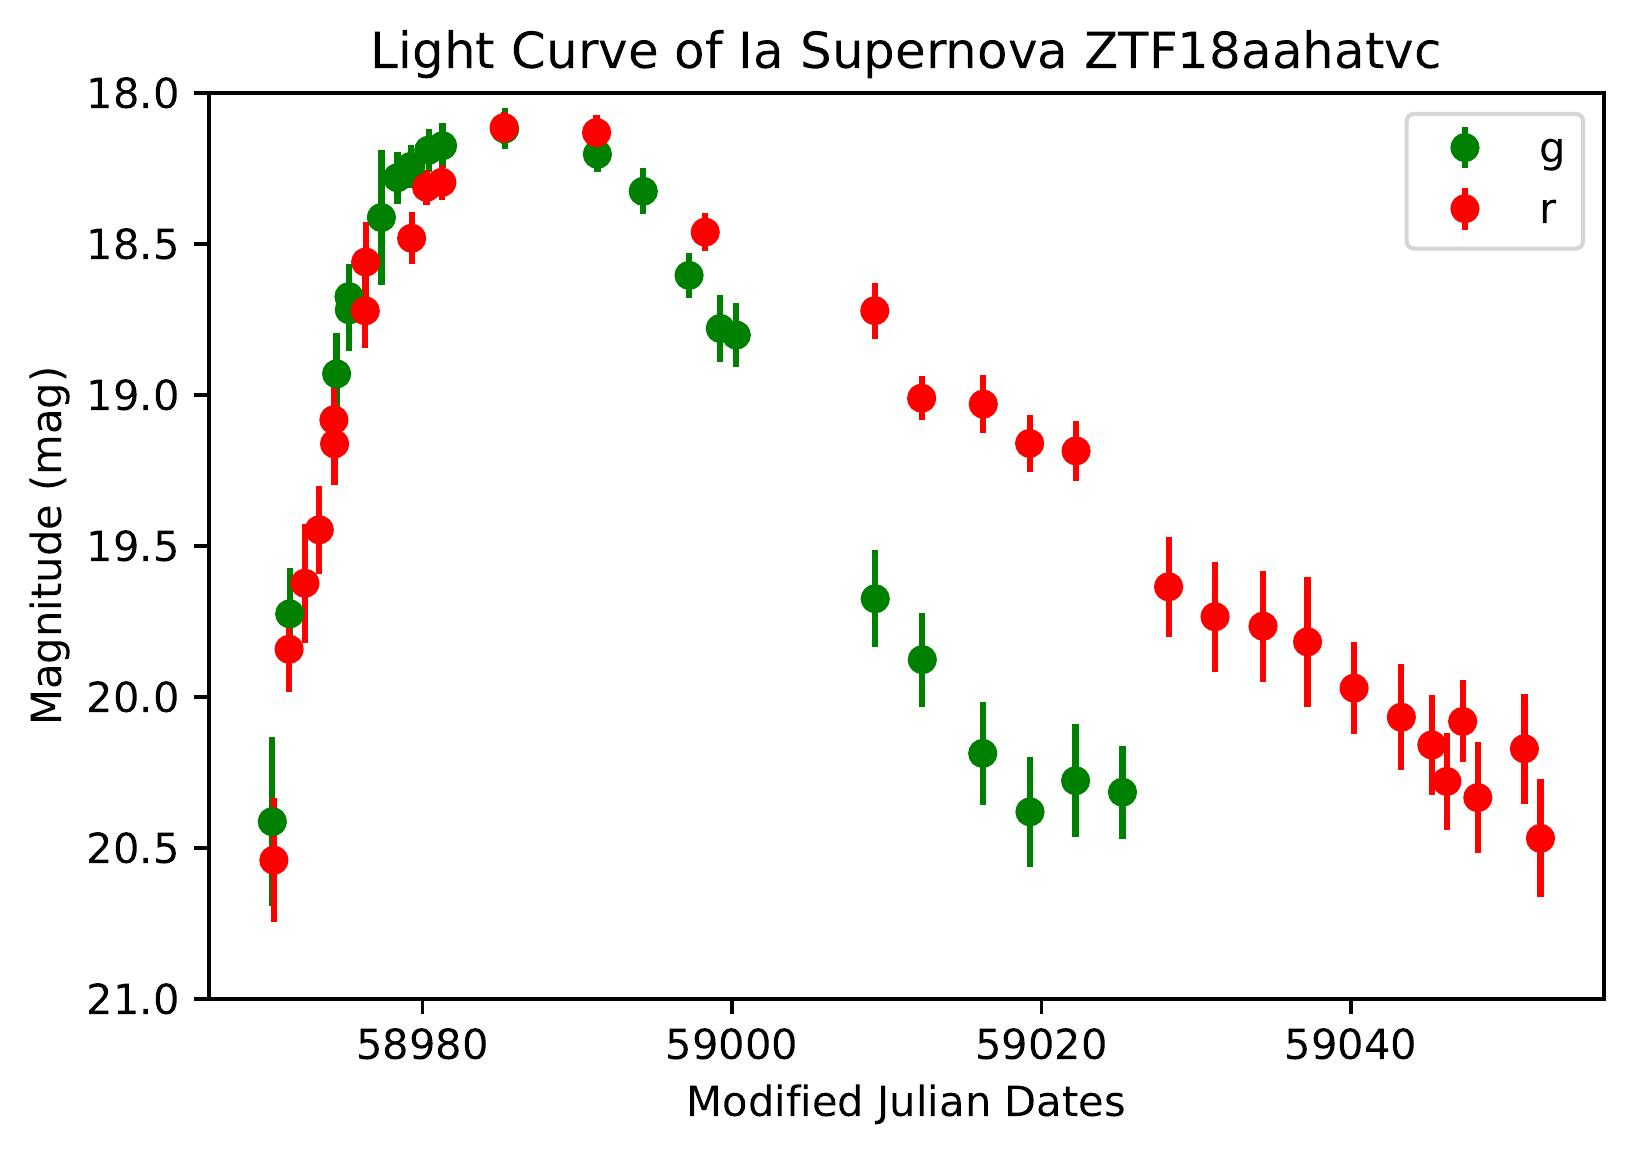 Light Curve of Ia Supernova ZTF18aahatvc
18.0
18.5
19.0
19.5
20.0
20.5
21.0
Magnitude (mag)
g
r
58980
59000
59020
59040
Modified Julian Dates